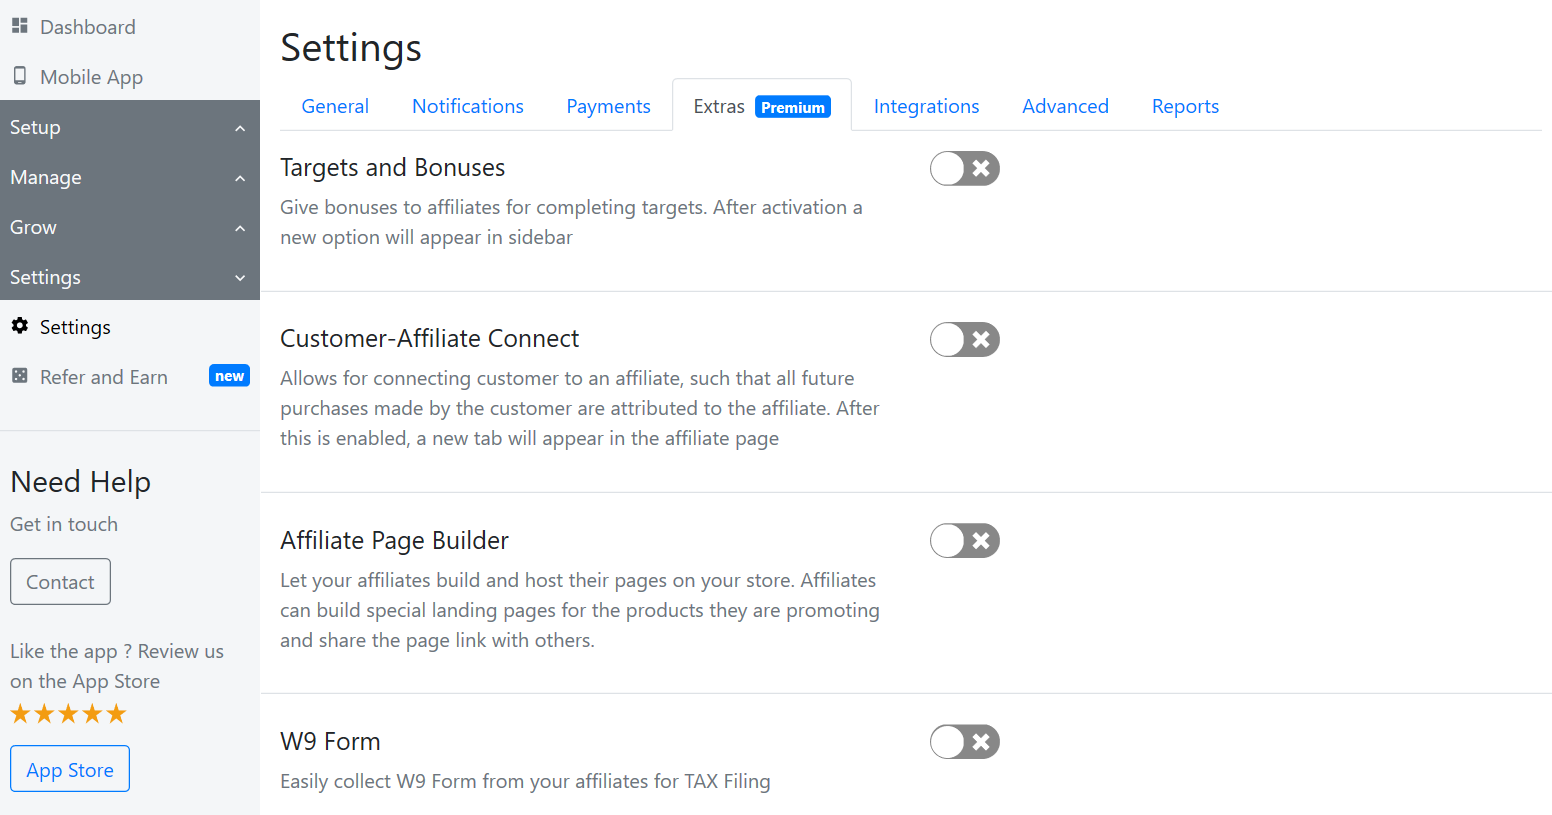 Dashboard
Mobile App
Setup
Manage
Grow
Settings
Settings
Refer and Earn new
Need Help
Get in touch
Contact
Like the app ? Review us
on the App Store
App Store
Settings
General Notifications Payments Extras Premium Integrations Advanced Reports
Targets and Bonuses
Give bonuses to affiliates for completing targets. After activation a
new option will appear in sidebar
Customer-Affiliate Connect
Allows for connecting customer to an affiliate, such that all future
purchases made by the customer are attributed to the affiliate. After
this is enabled, a new tab will appear in the affiliate page
Affiliate Page Builder
Let your affiliates build and host their pages on your store. Affiliates
can build special landing pages for the products they are promoting
and share the page link with others.
W9 Form
Easily collect W9 Form from your affiliates for TAX Filing